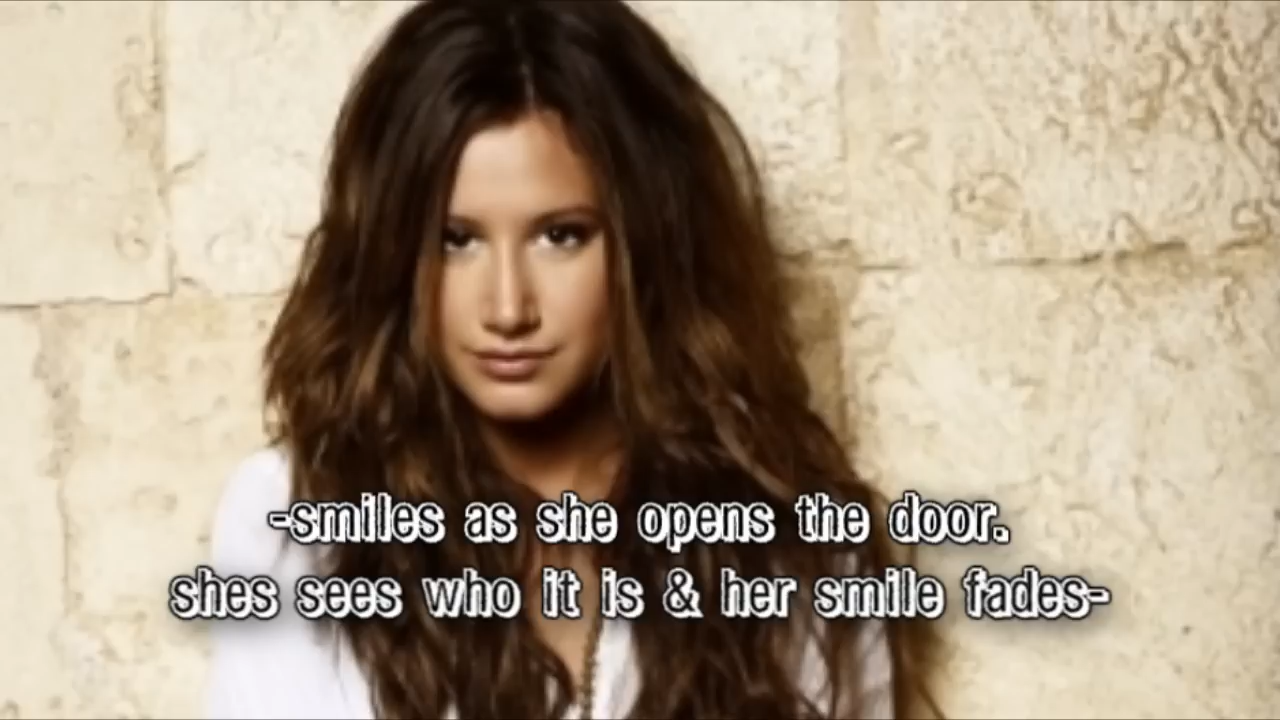 -smiles as she opens the door.
shes sees who it is & her smile fades-